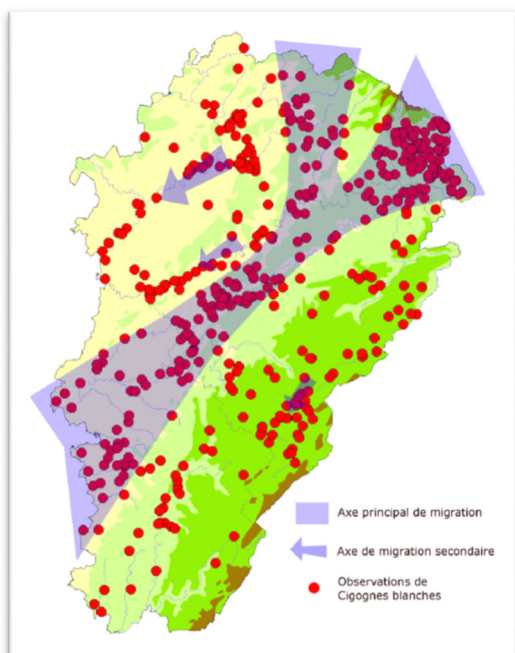 Axe principal de migration
Axe de migration secondaire
Observations de
Cigognes blanches